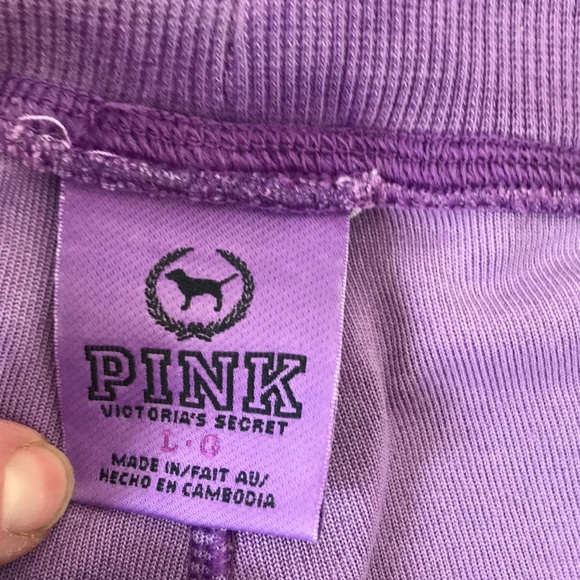 PINK
VICTORIA'S SECRET
L·G
MADE IN/FAIT AU/
HECHO EN CAMBODIA